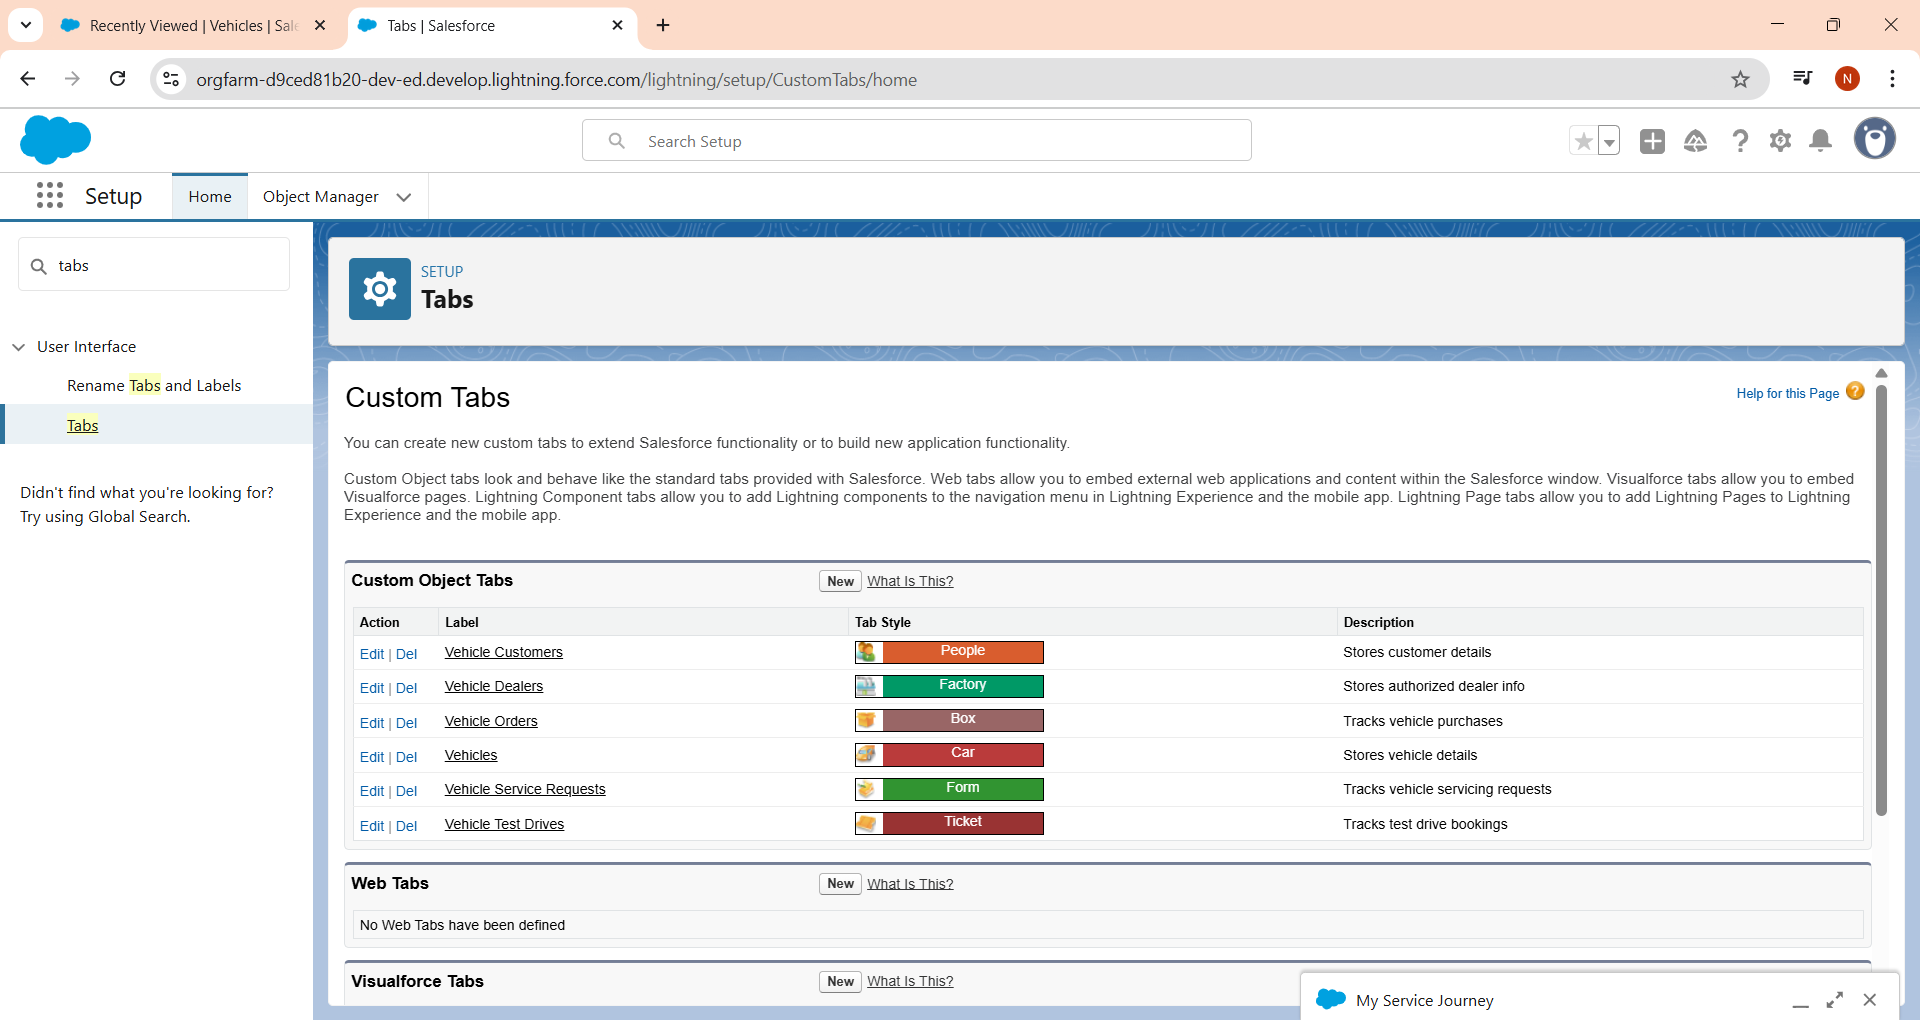 Recently Viewed | Vehicles | Sal
Tabs | Salesforce
orgfarm-d9ced81b20-dev-ed.develop.lightning.force.com/lightning/setup/CustomTabs/home
N
Search Setup
Setup
Home
Object Manager
tabs
User Interface
Rename Tabs and Labels
Tabs
Didn't find what you're looking for?
Try using Global Search.
SETUP
Tabs
Custom Tabs
Help for this Page ?
You can create new custom tabs to extend Salesforce functionality or to build new application functionality.
Custom Object tabs look and behave like the standard tabs provided with Salesforce. Web tabs allow you to embed external web applications and content within the Salesforce window. Visualforce tabs allow you to embed
Visualforce pages. Lightning Component tabs allow you to add Lightning components to the navigation menu in Lightning Experience and the mobile app. Lightning Page tabs allow you to add Lightning Pages to Lightning
Experience and the mobile app.
Custom Object Tabs New What Is This?
Action Label Tab Style Description
Edit | Del Vehicle Customers People Stores customer details
Edit | Del Vehicle Dealers Factory Stores authorized dealer info
Edit | Del Vehicle Orders Box Tracks vehicle purchases
Edit | Del Vehicles Car Stores vehicle details
Edit | Del Vehicle Service Requests Form Tracks vehicle servicing requests
Edit | Del Vehicle Test Drives Ticket Tracks test drive bookings
Web Tabs New What Is This?
No Web Tabs have been defined
Visualforce Tabs New What Is This?
My Service Journey